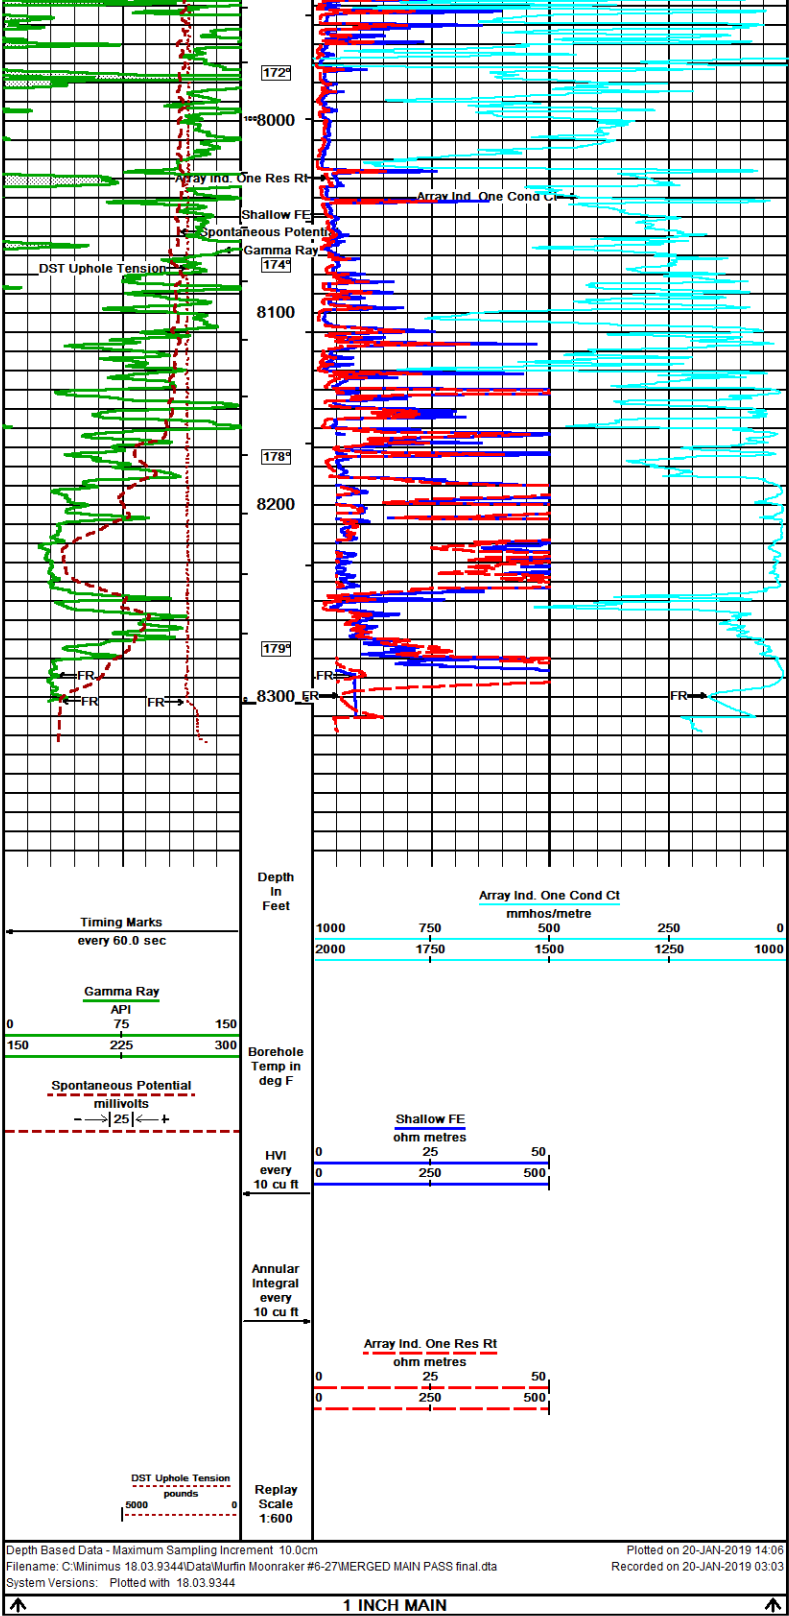 172°
100 8000
Array Ind. One Res Rt
Array Ind. One Cond Ct
Shallow FE
Spontaneous Potenti
Gamma Ray
174°
DST Uphole Tension
8100
178°
8200
179°
FR FR
8300 FR FR
FR FR
Depth
In
Feet
Array Ind. One Cond Ct
mmhos/metre
Timing Marks
every 60.0 sec
1000 750 500 250 0
2000 1750 1500 1250 1000
Gamma Ray
API
0 75 150
150 225 300
Borehole
Temp in
deg F
Spontaneous Potential
millivolts
- 25 +
Shallow FE
ohm metres
0 25 50
0 250 500
HVI
every
10 cu ft
Annular
Integral
every
10 cu ft
Array Ind. One Res Rt
ohm metres
0 25 50
0 250 500
DST Uphole Tension
pounds
5000 0
Replay
Scale
1:600
Depth Based Data - Maximum Sampling Increment 10.0cm Plotted on 20-JAN-2019 14:06
Filename: C:\Minimus 18.03.9344\Data\Murfin Moonraker #6-27\MERGED MAIN PASS final.dta Recorded on 20-JAN-2019 03:03
System Versions: Plotted with 18.03.9344
1 INCH MAIN